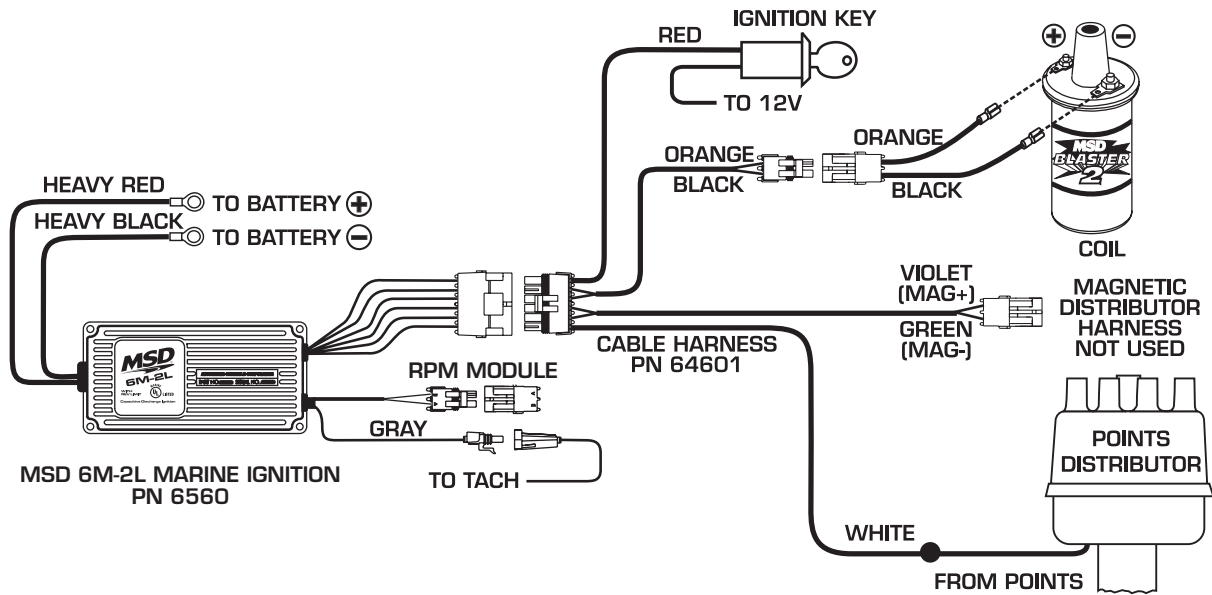 IGNITION KEY
RED
TO 12V
+ −
ORANGE
BLACK
ORANGE
BLACK
MSD
BLASTER
2
COIL
HEAVY RED
TO BATTERY +
HEAVY BLACK
TO BATTERY −
VIOLET
(MAG+)
GREEN
(MAG-)
MAGNETIC
DISTRIBUTOR
HARNESS
NOT USED
CABLE HARNESS
PN 64601
MSD
6M-2L
RPM MODULE
GRAY
TO TACH
MSD 6M-2L MARINE IGNITION
PN 6560
POINTS
DISTRIBUTOR
WHITE
FROM POINTS